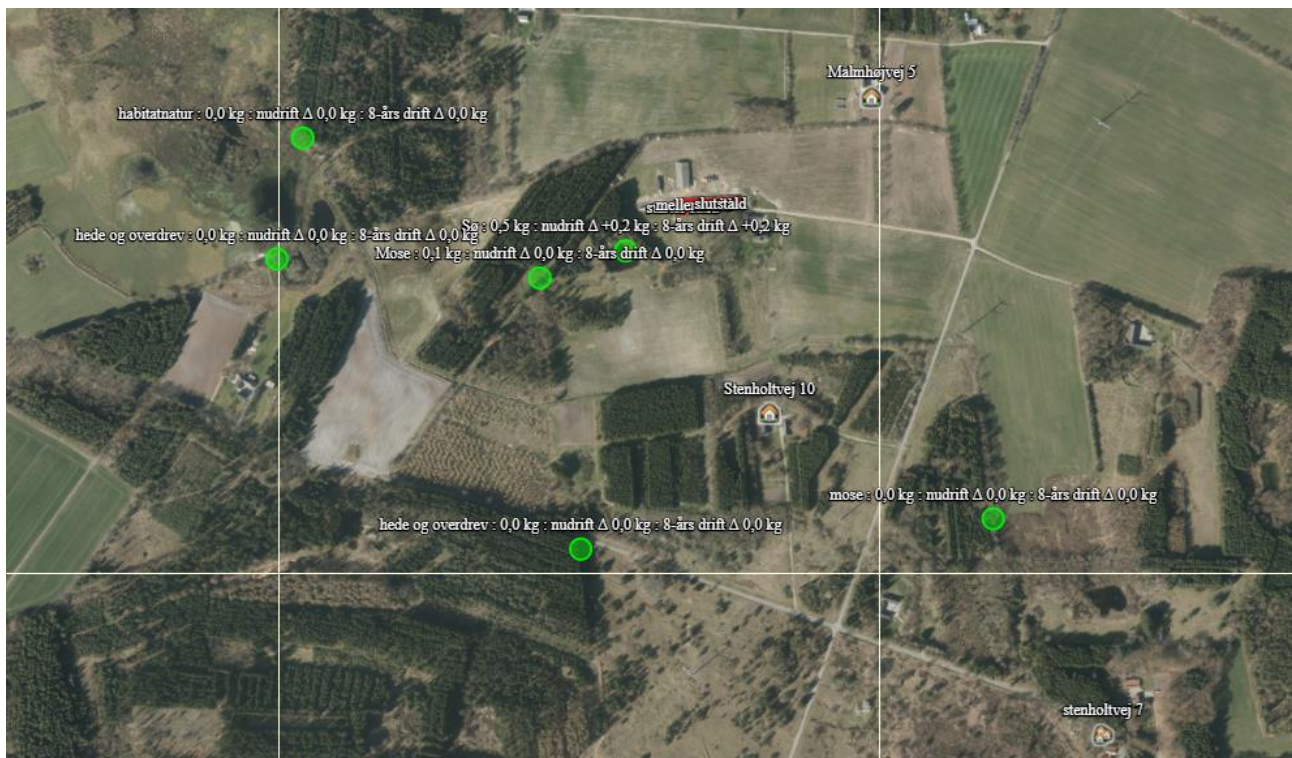 Malmhøjvej 5
habitatnatur : 0,0 kg : nudrift Δ 0,0 kg : 8-års drift Δ 0,0 kg
melle slutstald
Sø : 0,5 kg : nudrift Δ +0,2 kg : 8-års drift Δ +0,2 kg
hede og overdrev : 0,0 kg : nudrift Δ 0,0 kg : 8-års drift Δ 0,0 kg
Mose : 0,1 kg : nudrift Δ 0,0 kg : 8-års drift Δ 0,0 kg
Stenholtvej 10
mose : 0,0 kg : nudrift Δ 0,0 kg : 8-års drift Δ 0,0 kg
hede og overdrev : 0,0 kg : nudrift Δ 0,0 kg : 8-års drift Δ 0,0 kg
stenholtvej 7